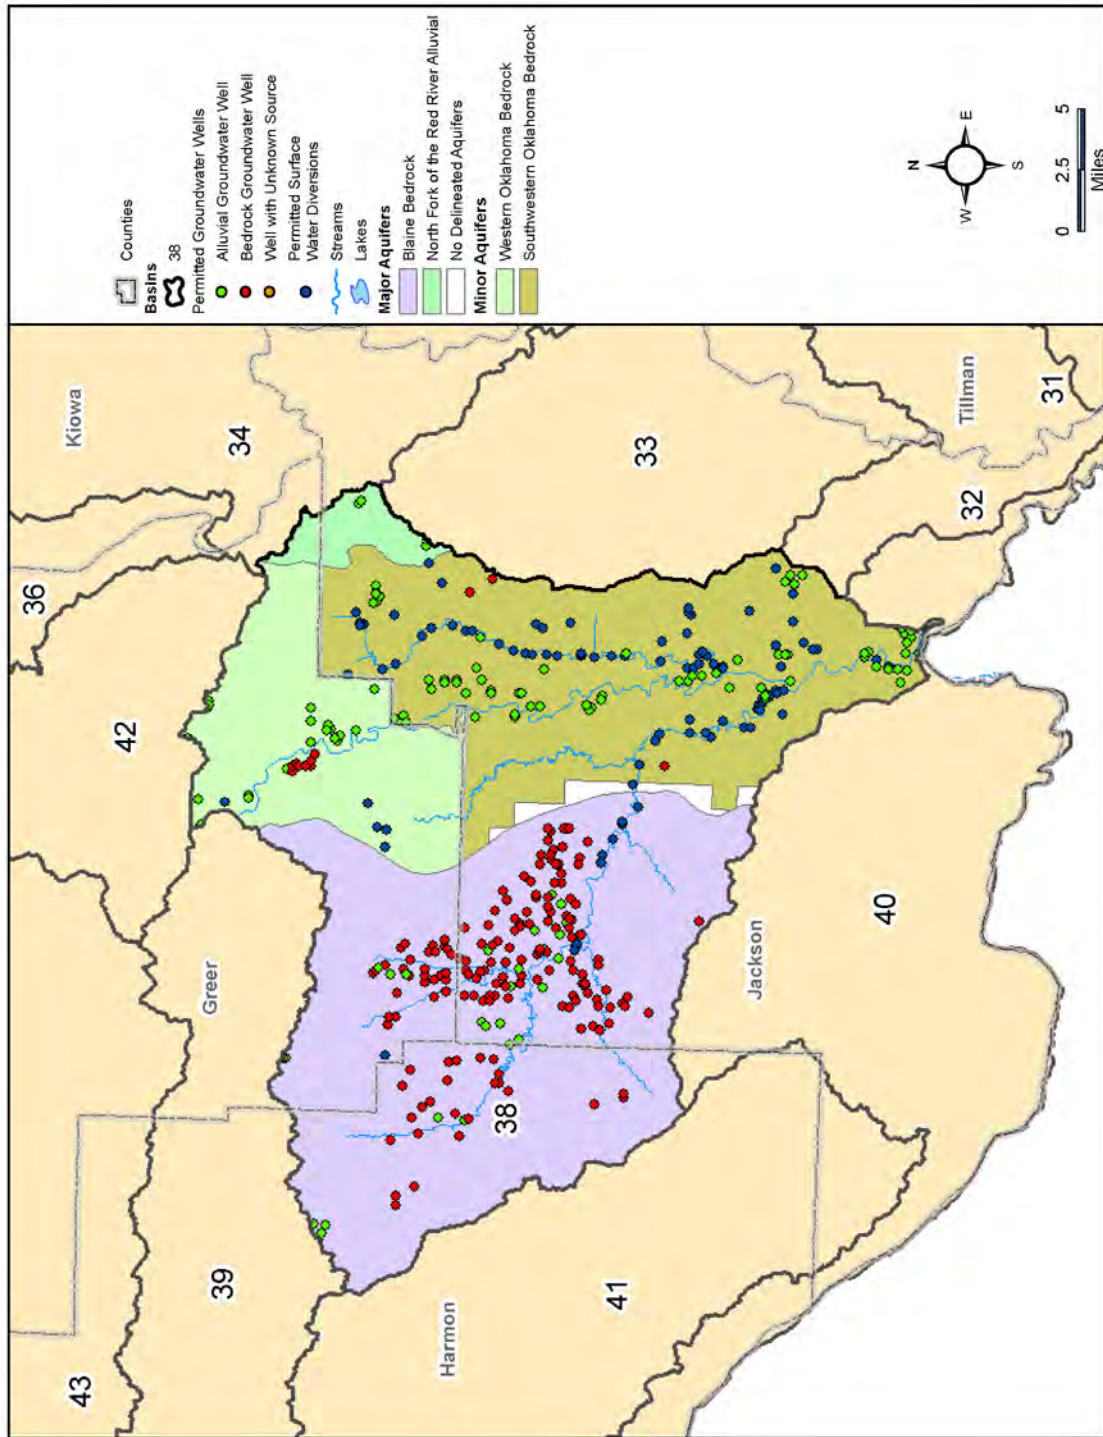 Counties
Basins
38
Permitted Groundwater Wells
Alluvial Groundwater Well
Bedrock Groundwater Well
Well with Unknown Source
Permitted Surface
Water Diversions
Streams
Lakes
Major Aquifers
Blaine Bedrock
North Fork of the Red River Alluvial
No Delineated Aquifers
Minor Aquifers
Western Oklahoma Bedrock
Southwestern Oklahoma Bedrock
N
W
E
S
0 2.5 5
Miles
43
Greer
42
36
Kiowa
34
39
Harmon
38
33
41
Jackson
40
32
Tillman
31